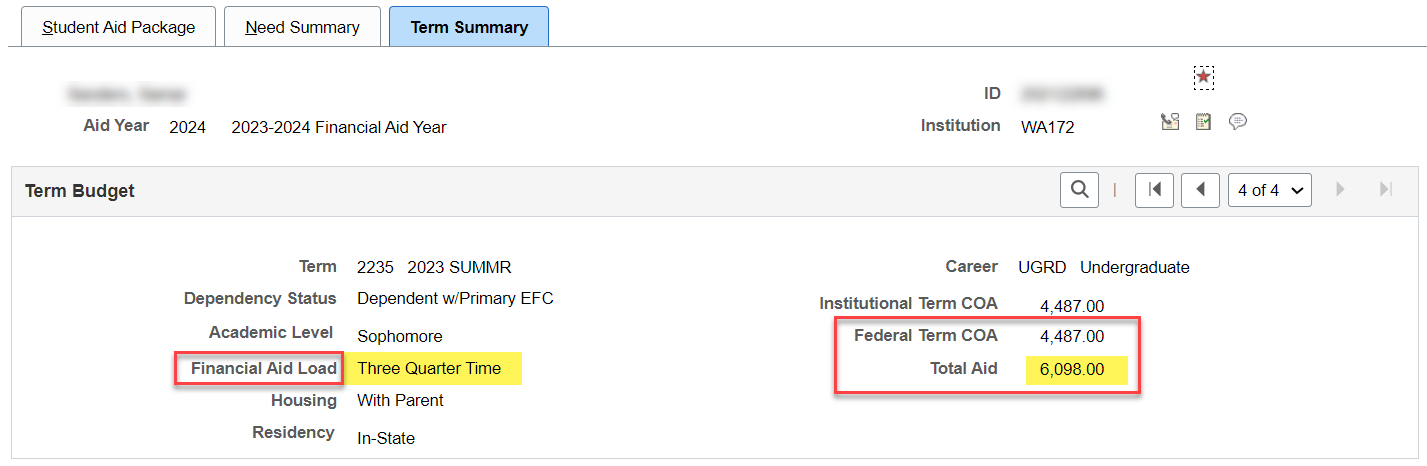 Student Aid Package Need Summary Term Summary
ID
Aid Year 2024 2023-2024 Financial Aid Year Institution WA172
Term Budget | 4 of 4
Term 2235 2023 SUMMR Career UGRD Undergraduate
Dependency Status Dependent w/Primary EFC Institutional Term COA 4,487.00
Academic Level Sophomore Federal Term COA 4,487.00
Financial Aid Load Three Quarter Time Total Aid 6,098.00
Housing With Parent
Residency In-State